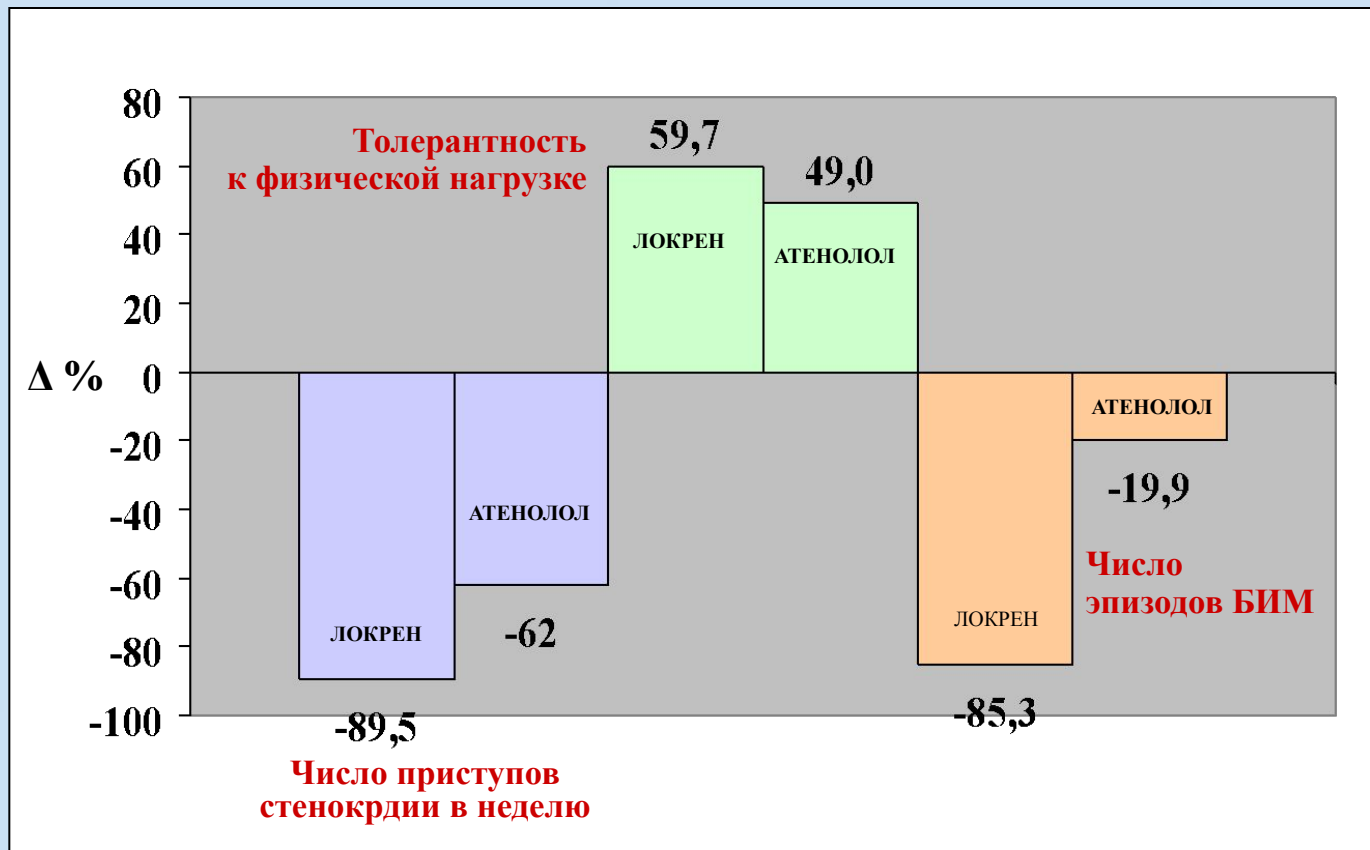 80
60
40
20
0
-20
-40
-60
-80
-100
Δ %
Толерантность
к физической нагрузке
59,7
49,0
ЛОКРЕН
АТЕНОЛОЛ
АТЕНОЛОЛ
-19,9
АТЕНОЛОЛ
ЛОКРЕН
-62
Число
эпизодов БИМ
ЛОКРЕН
-85,3
-89,5
Число приступов
стенокрдии в неделю